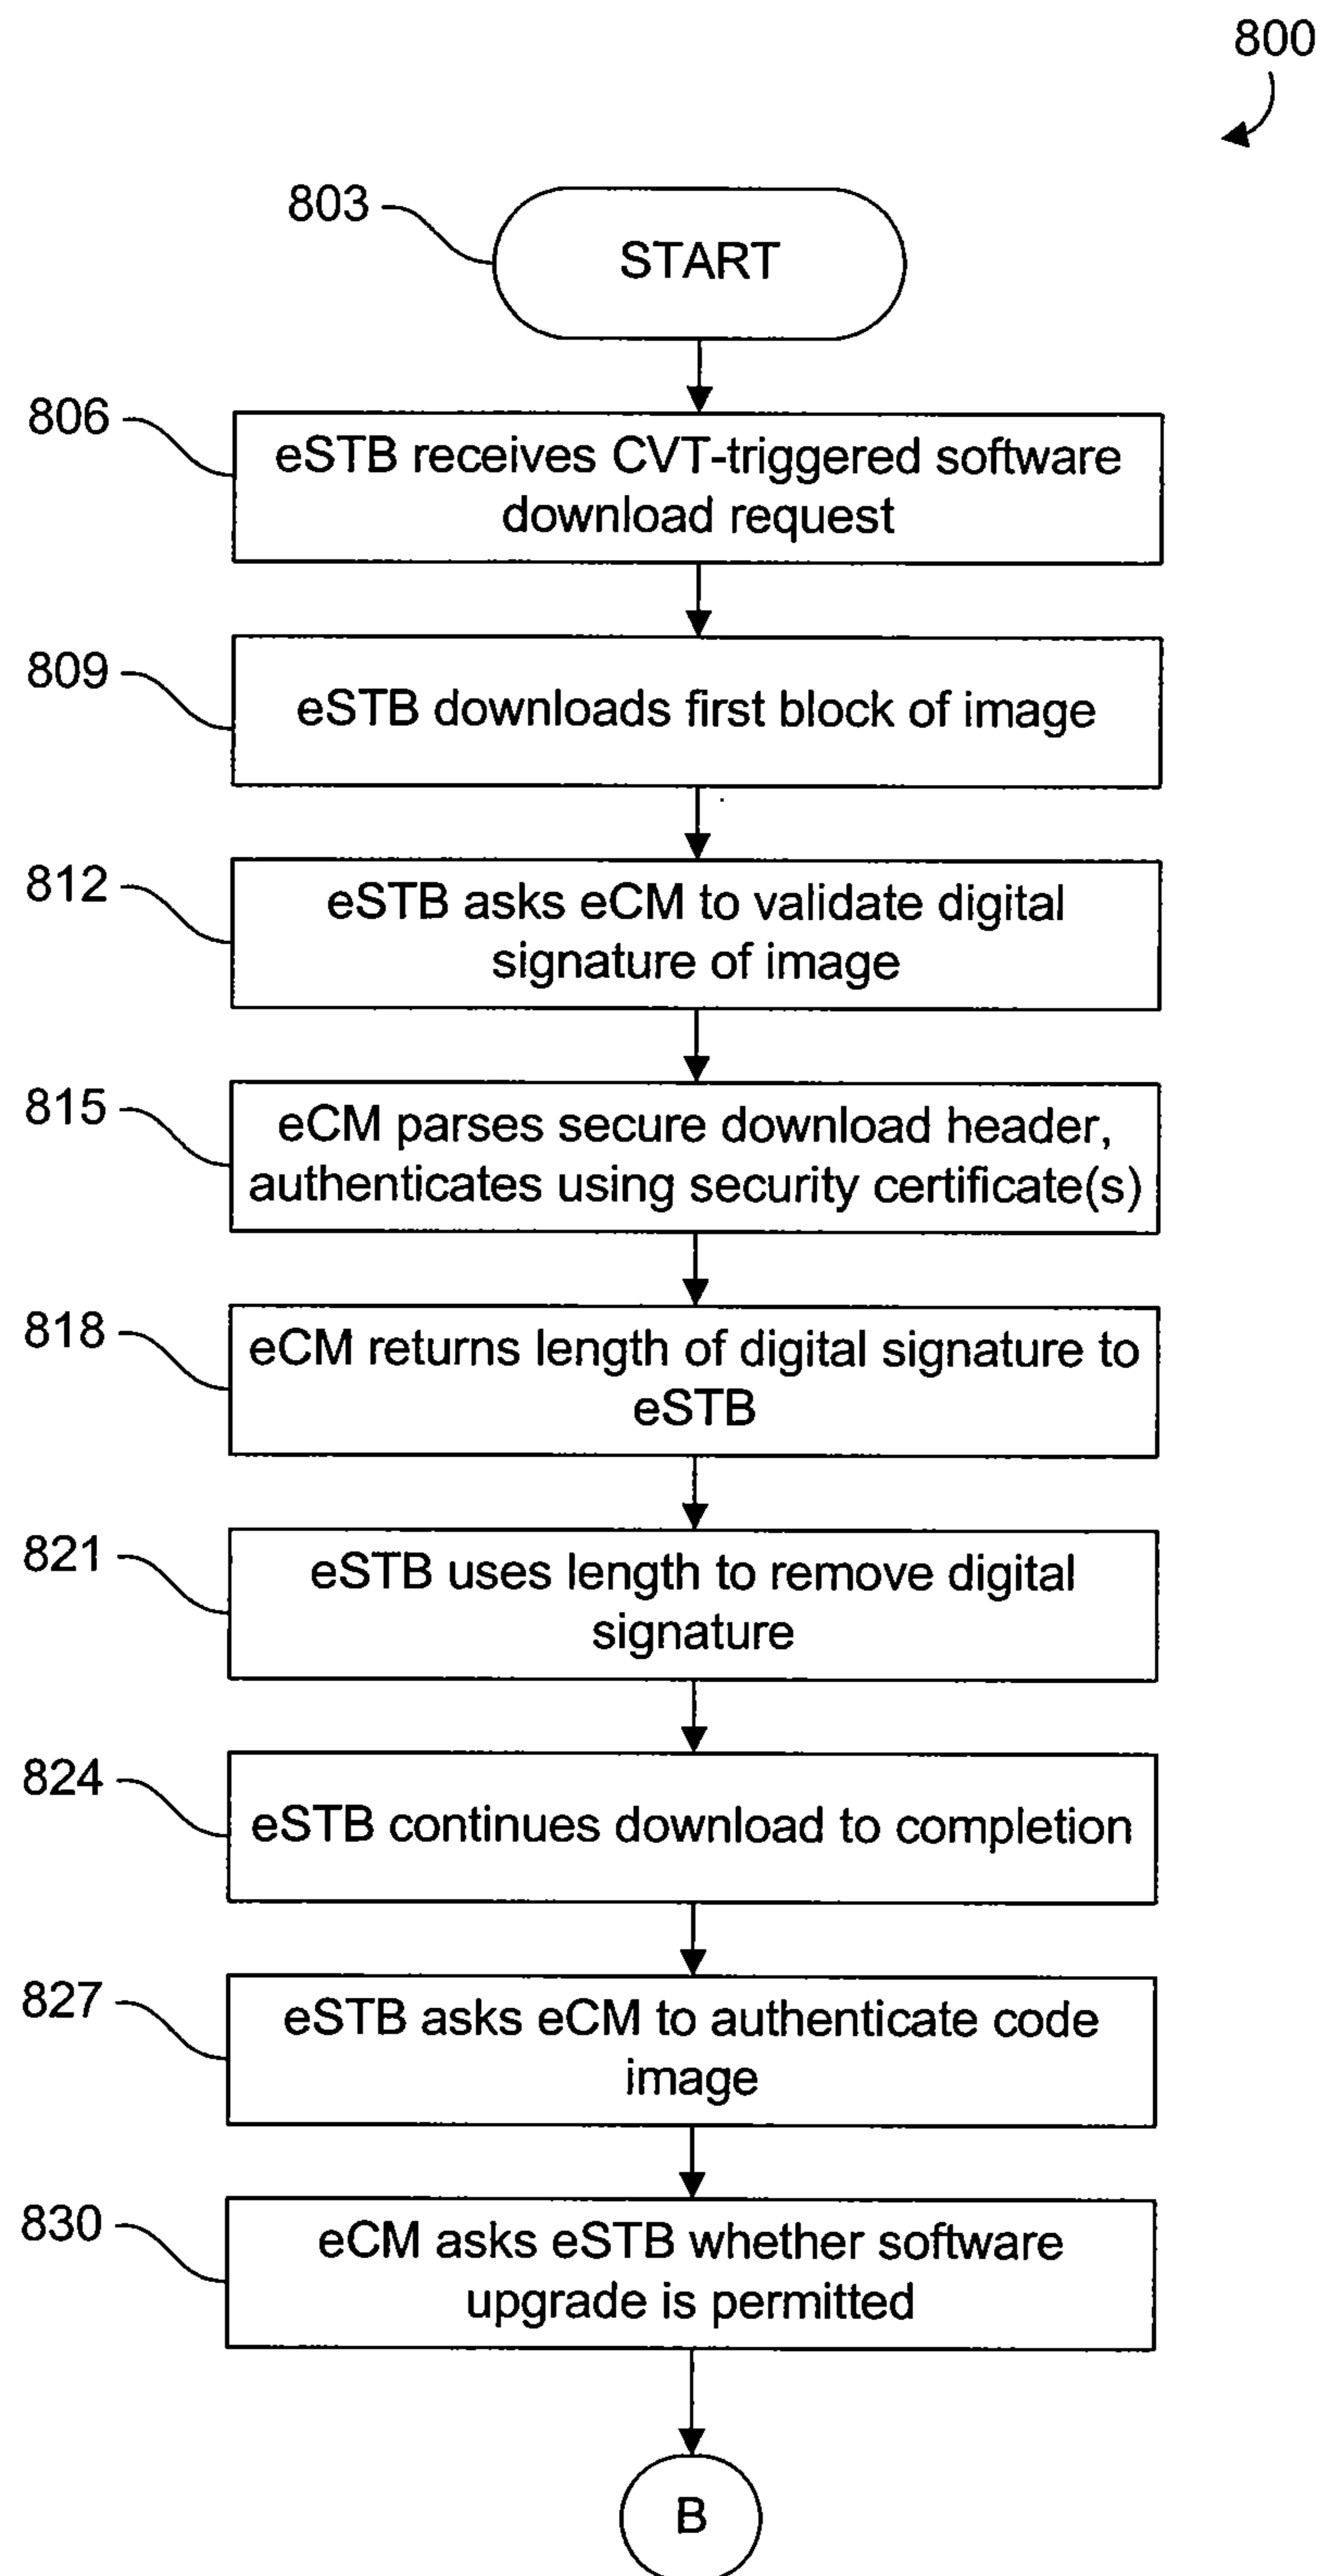 800
803
START
806
eSTB receives CVT-triggered software
download request
809
eSTB downloads first block of image
812
eSTB asks eCM to validate digital
signature of image
815
eCM parses secure download header,
authenticates using security certificate(s)
818
eCM returns length of digital signature to
eSTB
821
eSTB uses length to remove digital
signature
824
eSTB continues download to completion
827
eSTB asks eCM to authenticate code
image
830
eCM asks eSTB whether software
upgrade is permitted
B